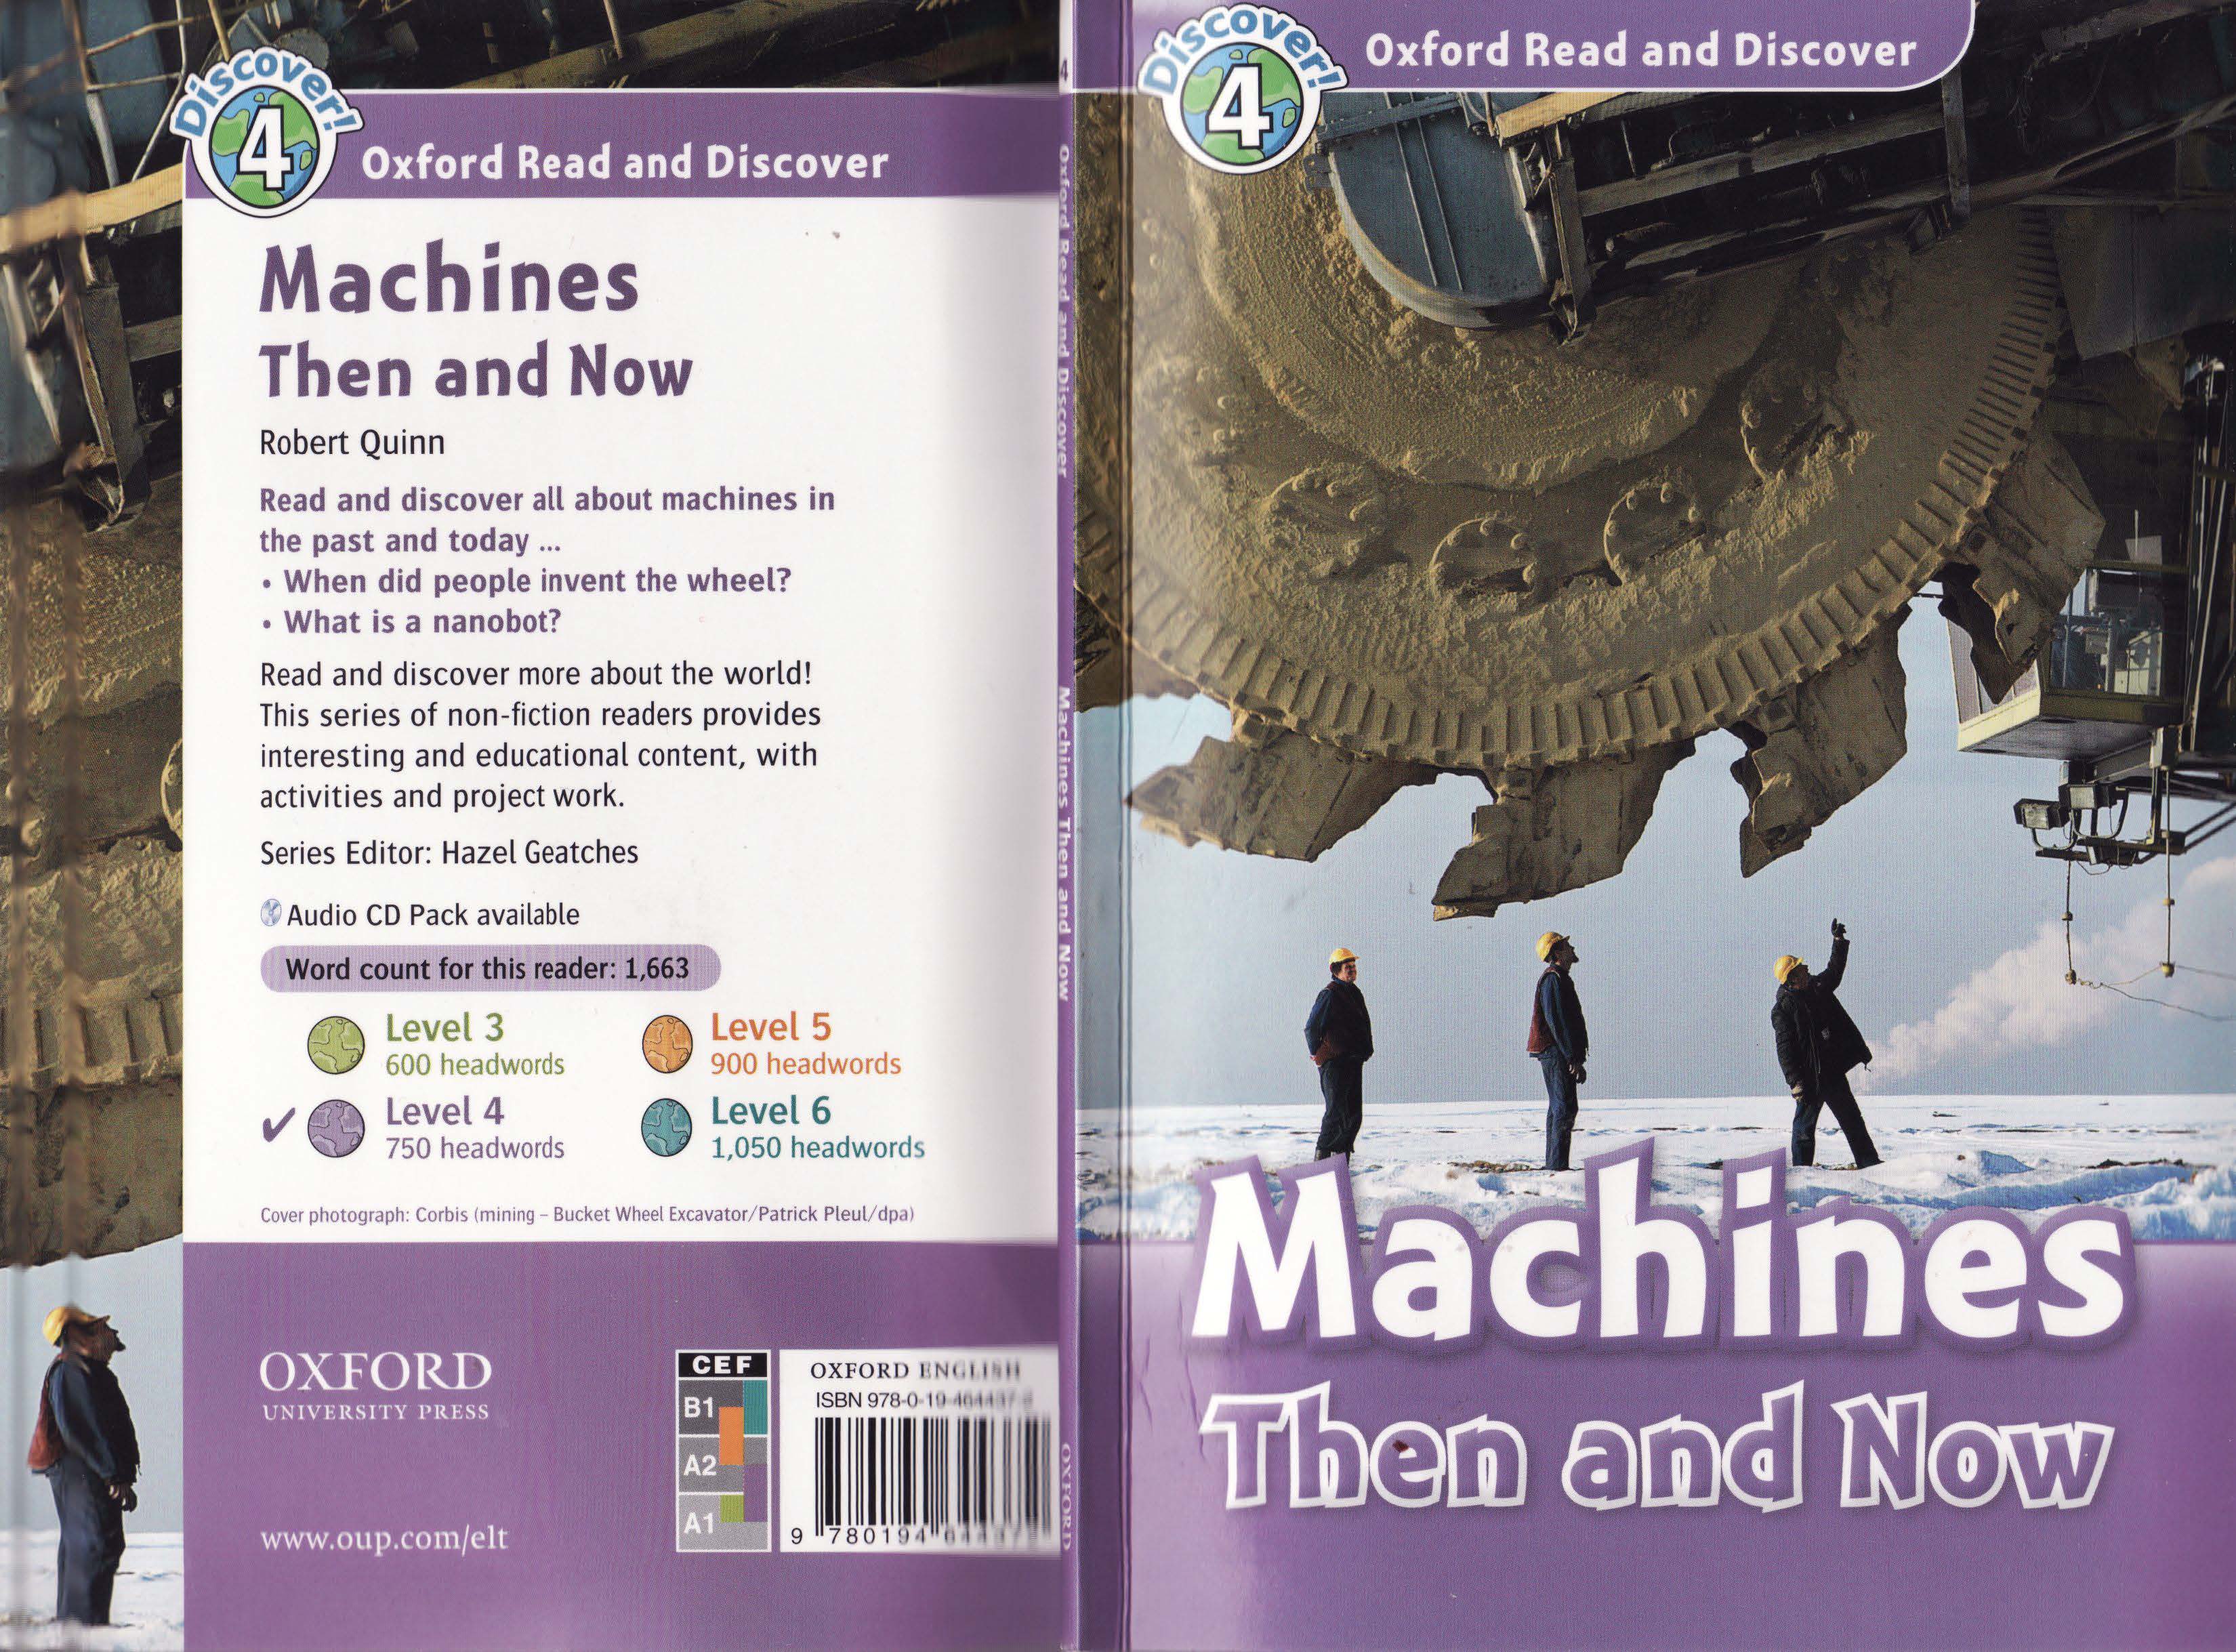 Discover!
4
Oxford Read and Discover
Machines
Then and Now
Robert Quinn
Read and discover all about machines in
the past and today ...
• When did people invent the wheel?
• What is a nanobot?
Read and discover more about the world!
This series of non-fiction readers provides
interesting and educational content, with
activities and project work.
Series Editor: Hazel Geatches
Audio CD Pack available
Word count for this reader: 1,663
Level 3
600 headwords
✓ Level 4
750 headwords
Level 5
900 headwords
Level 6
1,050 headwords
Cover photograph: Corbis (mining – Bucket Wheel Excavator/Patrick Pleul/dpa)
OXFORD
UNIVERSITY PRESS
www.oup.com/elt
CEF
B1
A2
A1
OXFORD ENGLISH
ISBN 978-0-19-
9 780194
4
Oxford Read and Discover
Machines Then and Now
OXFORD
Discover!
4
Oxford Read and Discover
Machines
Then and Now